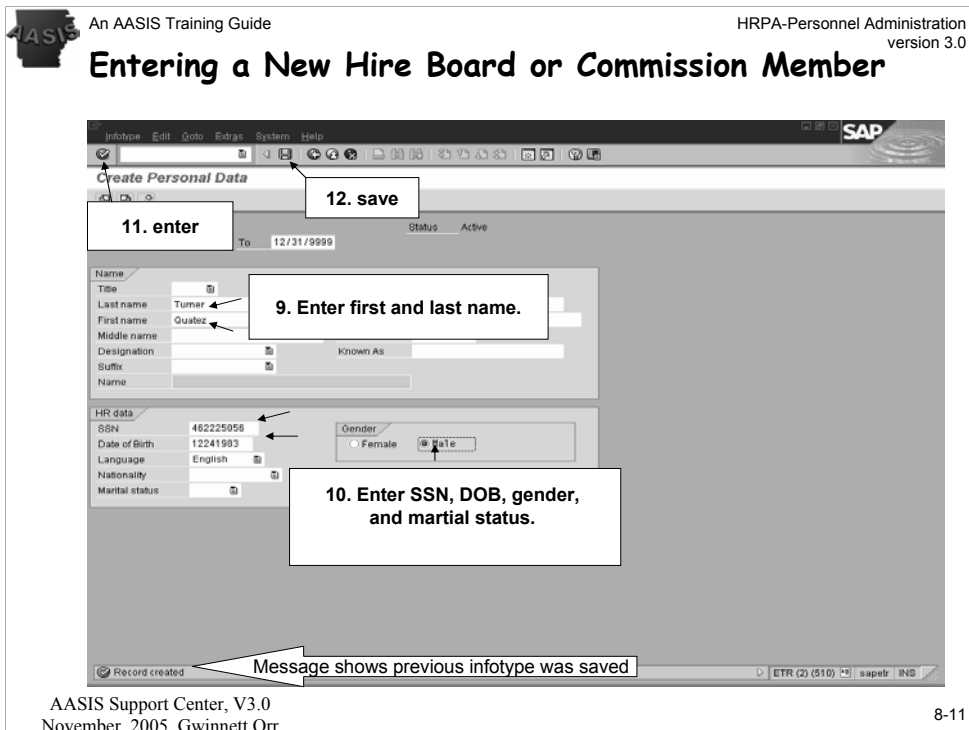 AASIS
An AASIS Training Guide
HRPA-Personnel Administration
version 3.0
Entering a New Hire Board or Commission Member
Infotype Edit Goto Extras System Help
SAP
Create Personal Data
12. save
11. enter
Status Active
To 12/31/9999
Name
Title
Last name Turner
9. Enter first and last name.
First name Quatez
Middle name
Designation Known As
Suffix
Name
HR data
SSN 462225056
Gender
Date of Birth 12241983
Female Male
Language English
Nationality
Marital status
10. Enter SSN, DOB, gender,
and martial status.
Record created
Message shows previous infotype was saved
ETR (2) (510) sapetr INS
AASIS Support Center, V3.0
November, 2005, Gwinnett Orr
8-11